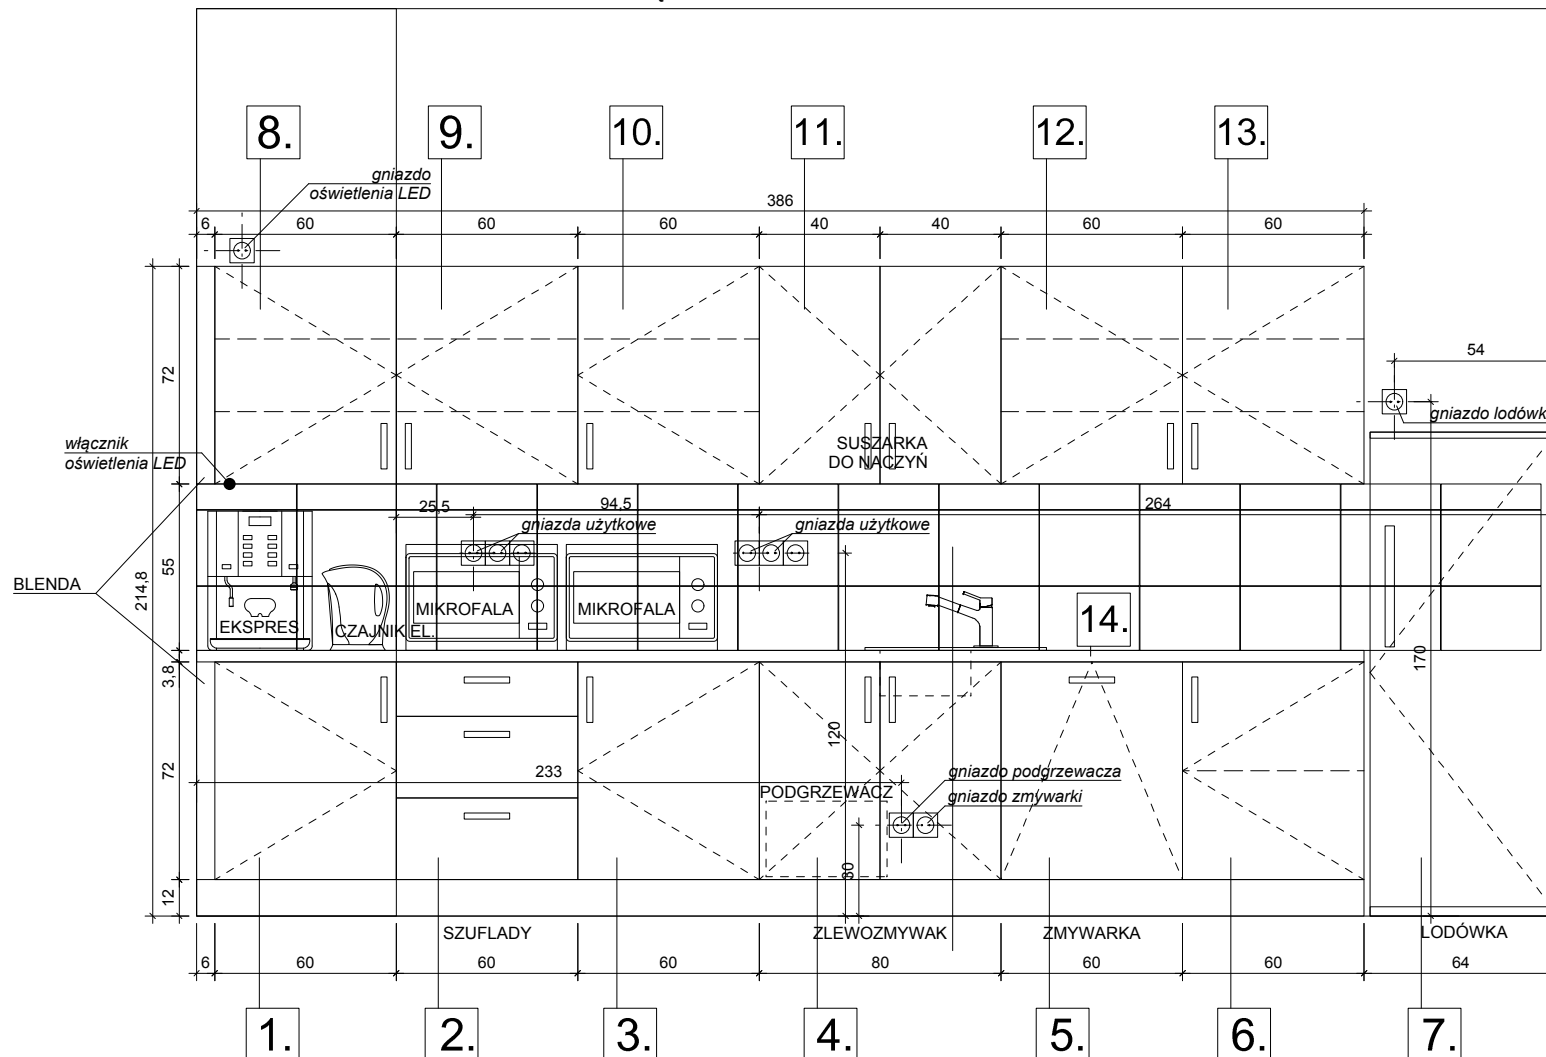 8.
9.
10.
11.
12.
13.
gniazdo
oświetlenia LED
386
6
60
60
60
40
40
60
60
54
72
gniazdo lodówk
SUSZARKA
DO NACZYŃ
włącznik
oświetlenia LED
25,5
94,5
264
gniazda użytkowe
gniazda użytkowe
55
BLENDA
214,8
EKSPRES
CZAJNIK EL.
MIKROFALA
MIKROFALA
14.
170
3,8
120
72
233
gniazdo podgrzewacza
PODGRZEWACZ
gniazdo zmywarki
30
12
SZUFLADY
ZLEWOZMYWAK
ZMYWARKA
LODÓWKA
6
60
60
60
80
60
60
64
1.
2.
3.
4.
5.
6.
7.